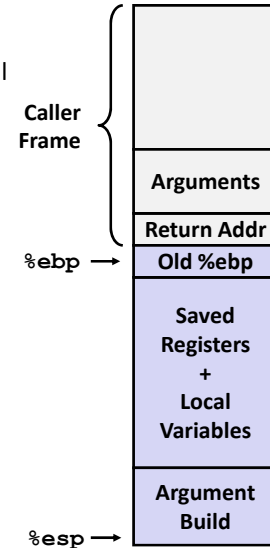 l
Caller
Frame
Arguments
Return Addr
%ebp
Old %ebp
Saved
Registers
+
Local
Variables
Argument
Build
%esp